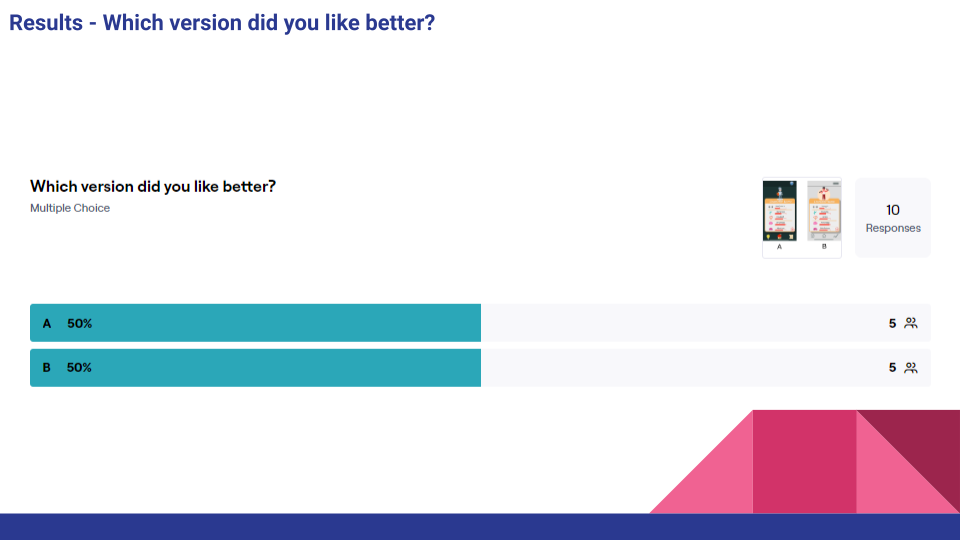 Results - Which version did you like better?
Which version did you like better?
Multiple Choice
A
B
10
Responses
A 50% 5
B 50% 5